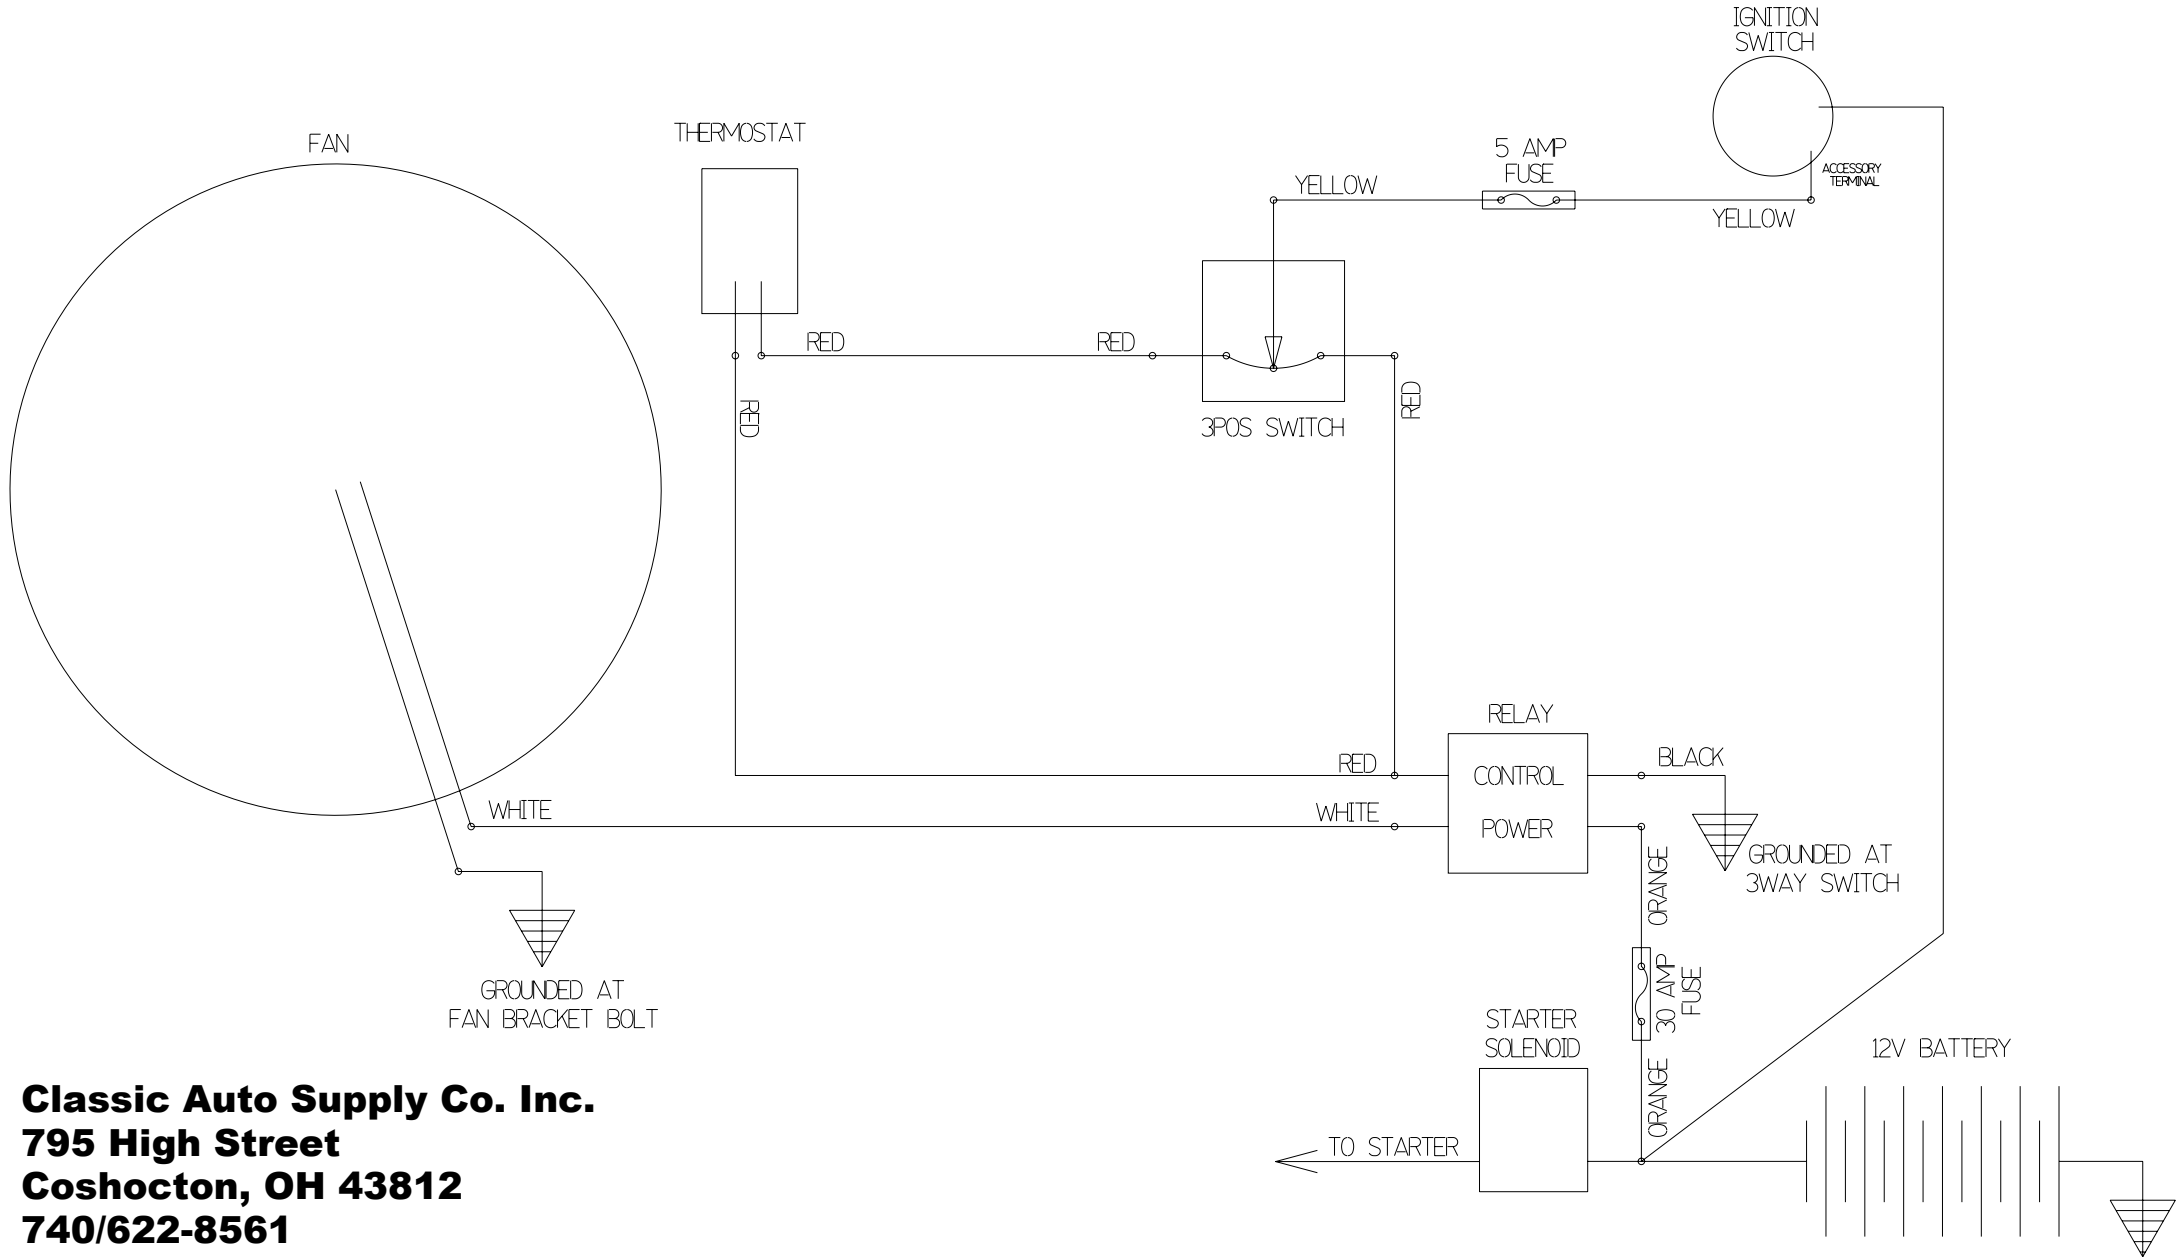 IGNITION
SWITCH
FAN
THERMOSTAT
5 AMP
FUSE
ACCESSORY
TERMINAL
YELLOW
YELLOW
RED
RED
RED
RED
3POS SWITCH
RELAY
RED
CONTROL
BLACK
WHITE
WHITE
POWER
ORANGE
GROUNDED AT
3WAY SWITCH
30 AMP
FUSE
GROUNDED AT
FAN BRACKET BOLT
STARTER
SOLENOID
ORANGE
12V BATTERY
TO STARTER
Classic Auto Supply Co. Inc.
795 High Street
Coshocton, OH 43812
740/622-8561